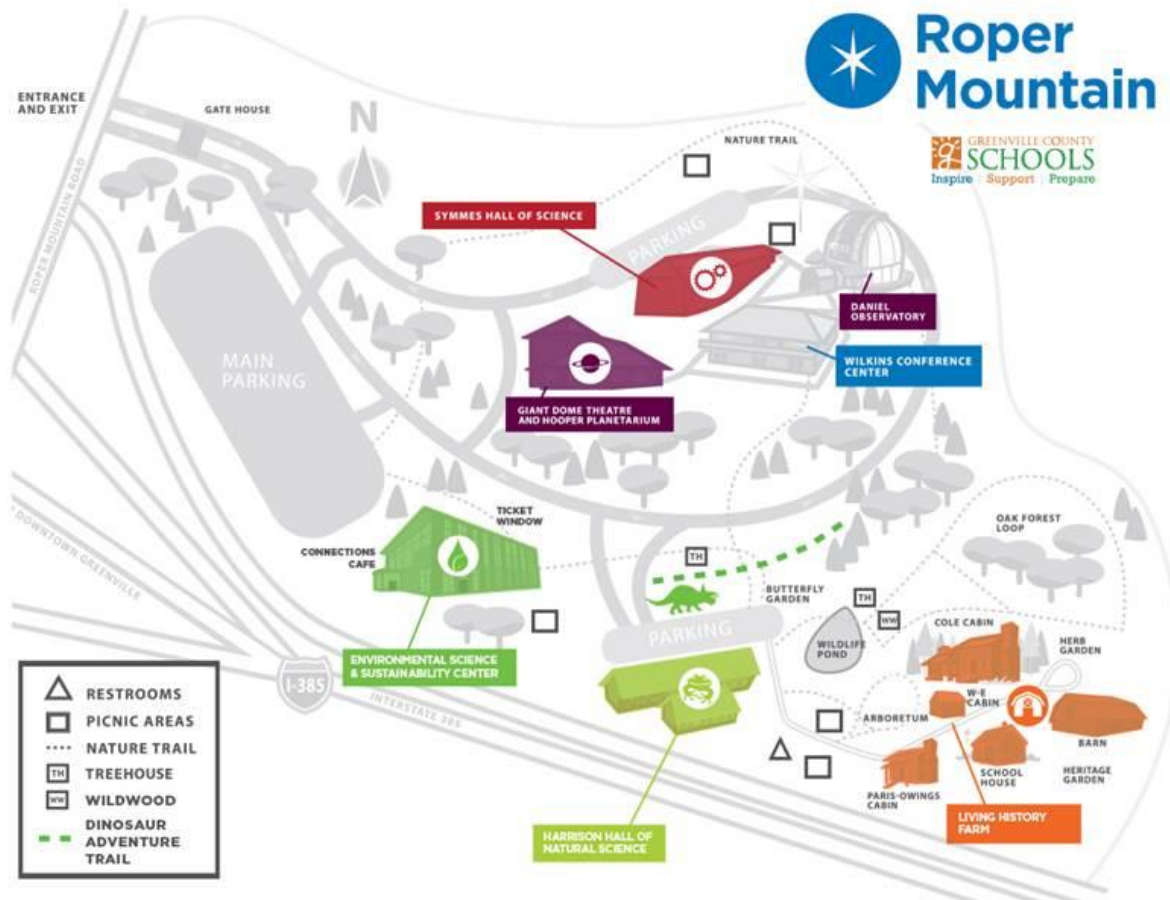 Roper
Mountain
GREENVILLE COUNTY
SCHOOLS
Inspire Support Prepare
ENTRANCE
AND EXIT
GATE HOUSE
N
NATURE TRAIL
ROPER MOUNTAIN ROAD
SYMMES HALL OF SCIENCE
PARKING
DANIEL
OBSERVATORY
MAIN
PARKING
WILKINS CONFERENCE
CENTER
GIANT DOME THEATRE
AND HOOPER PLANETARIUM
TICKET
WINDOW
CONNECTIONS
CAFE
OAK FOREST
LOOP
DOWNTOWN GREENVILLE
TH
BUTTERFLY
GARDEN
TH
WW
PARKING
WILDLIFE
POND
COLE CABIN
HERB
GARDEN
ENVIRONMENTAL SCIENCE
& SUSTAINABILITY CENTER
I-385
INTERSTATE 385
W-E
CABIN
ARBORETUM
BARN
SCHOOL
HOUSE
HERITAGE
GARDEN
PARIS-OWINGS
CABIN
LIVING HISTORY
FARM
HARRISON HALL OF
NATURAL SCIENCE
RESTROOMS
PICNIC AREAS
NATURE TRAIL
TH TREEHOUSE
WW WILDWOOD
DINOSAUR
ADVENTURE
TRAIL